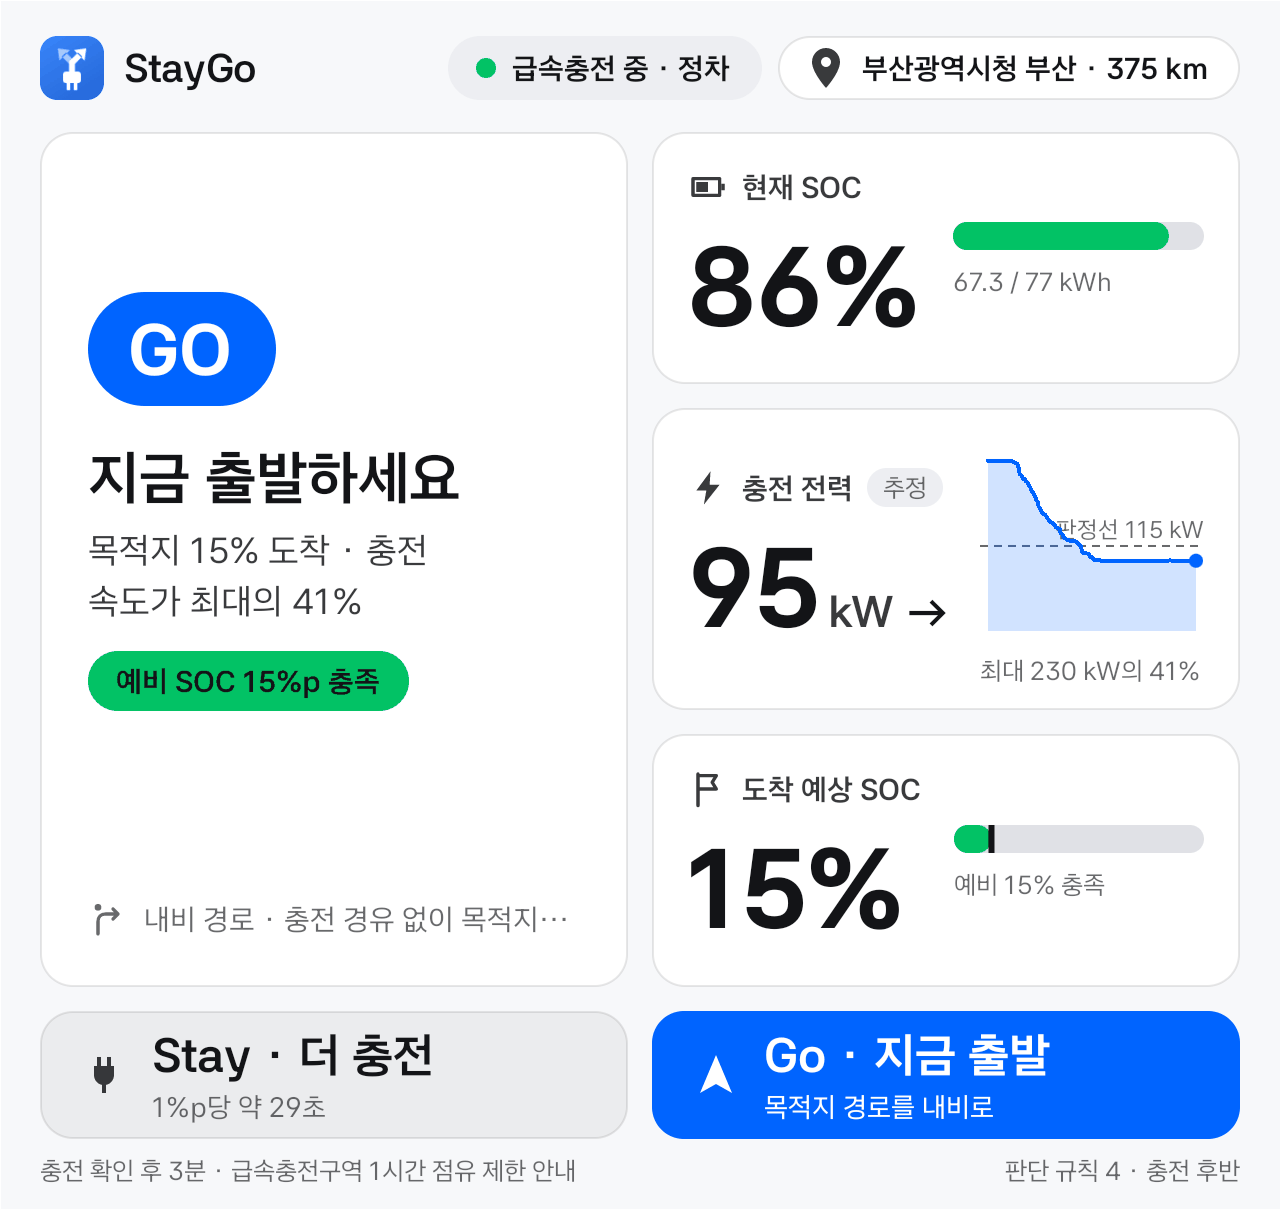 StayGo
급속충전 중 · 정차
부산광역시청 부산 · 375 km
GO
지금 출발하세요
목적지 15% 도착 · 충전
속도가 최대의 41%
예비 SOC 15%p 충족
내비 경로 · 충전 경유 없이 목적지…
현재 SOC
86%
67.3 / 77 kWh
충전 전력 추정
95 kW →
판정선 115 kW
최대 230 kW의 41%
도착 예상 SOC
15%
예비 15% 충족
Stay · 더 충전
1%p당 약 29초
Go · 지금 출발
목적지 경로를 내비로
충전 확인 후 3분 · 급속충전구역 1시간 점유 제한 안내
판단 규칙 4 · 충전 후반